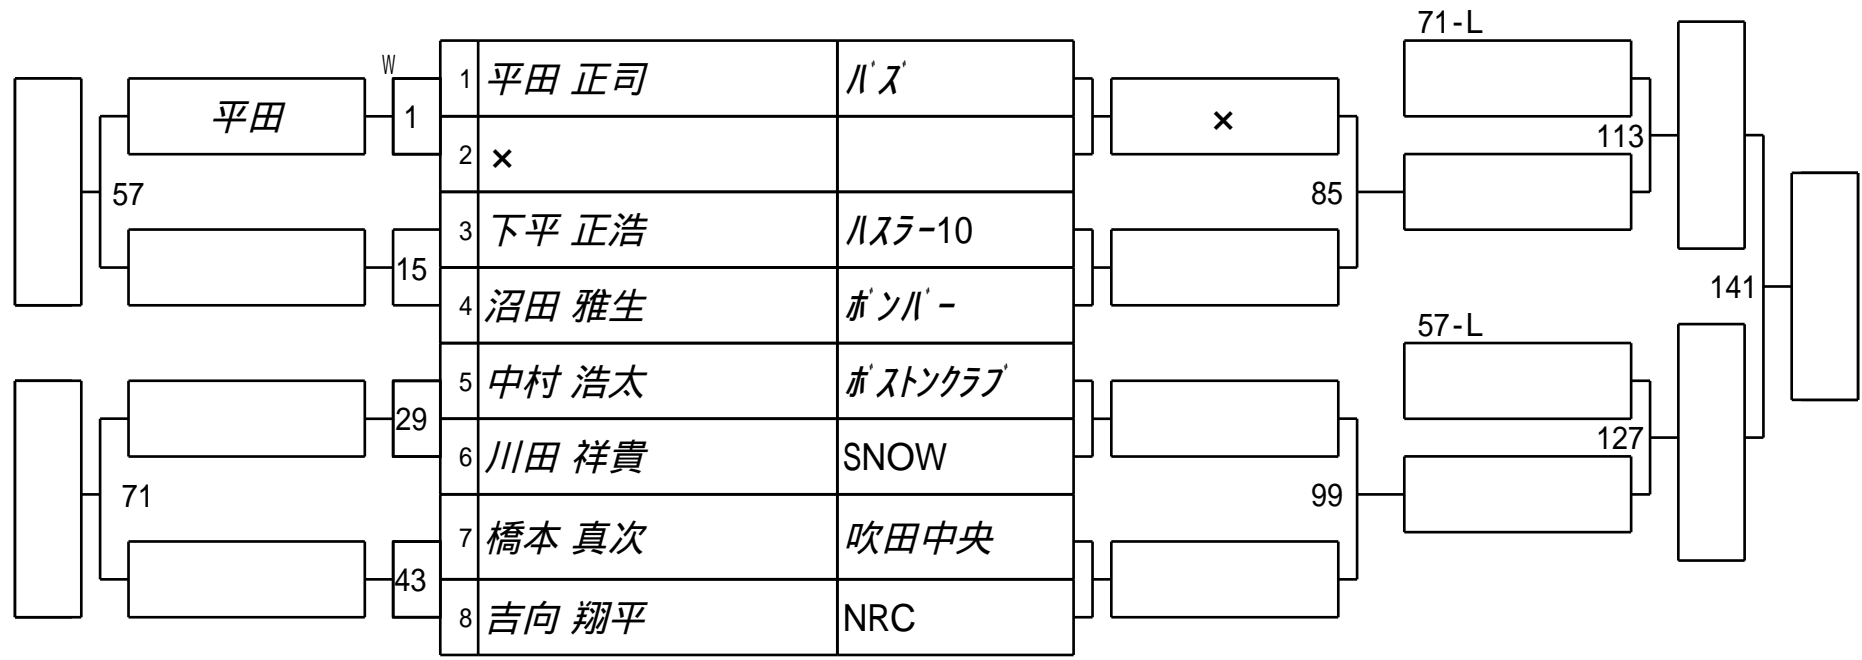 71-L
W
1 平田 正司 ﾊﾞｽﾞ
平田 1 ×
2 ×
113
57 85
3 下平 正浩 ﾊｽﾗｰ10
15
4 沼田 雅生 ﾎﾞﾝﾊﾞｰ
141
57-L
5 中村 浩太 ﾎﾞｽﾄﾝｸﾗﾌﾞ
29
127
6 川田 祥貴 SNOW
71 99
7 橋本 真次 吹田中央
43
8 吉向 翔平 NRC